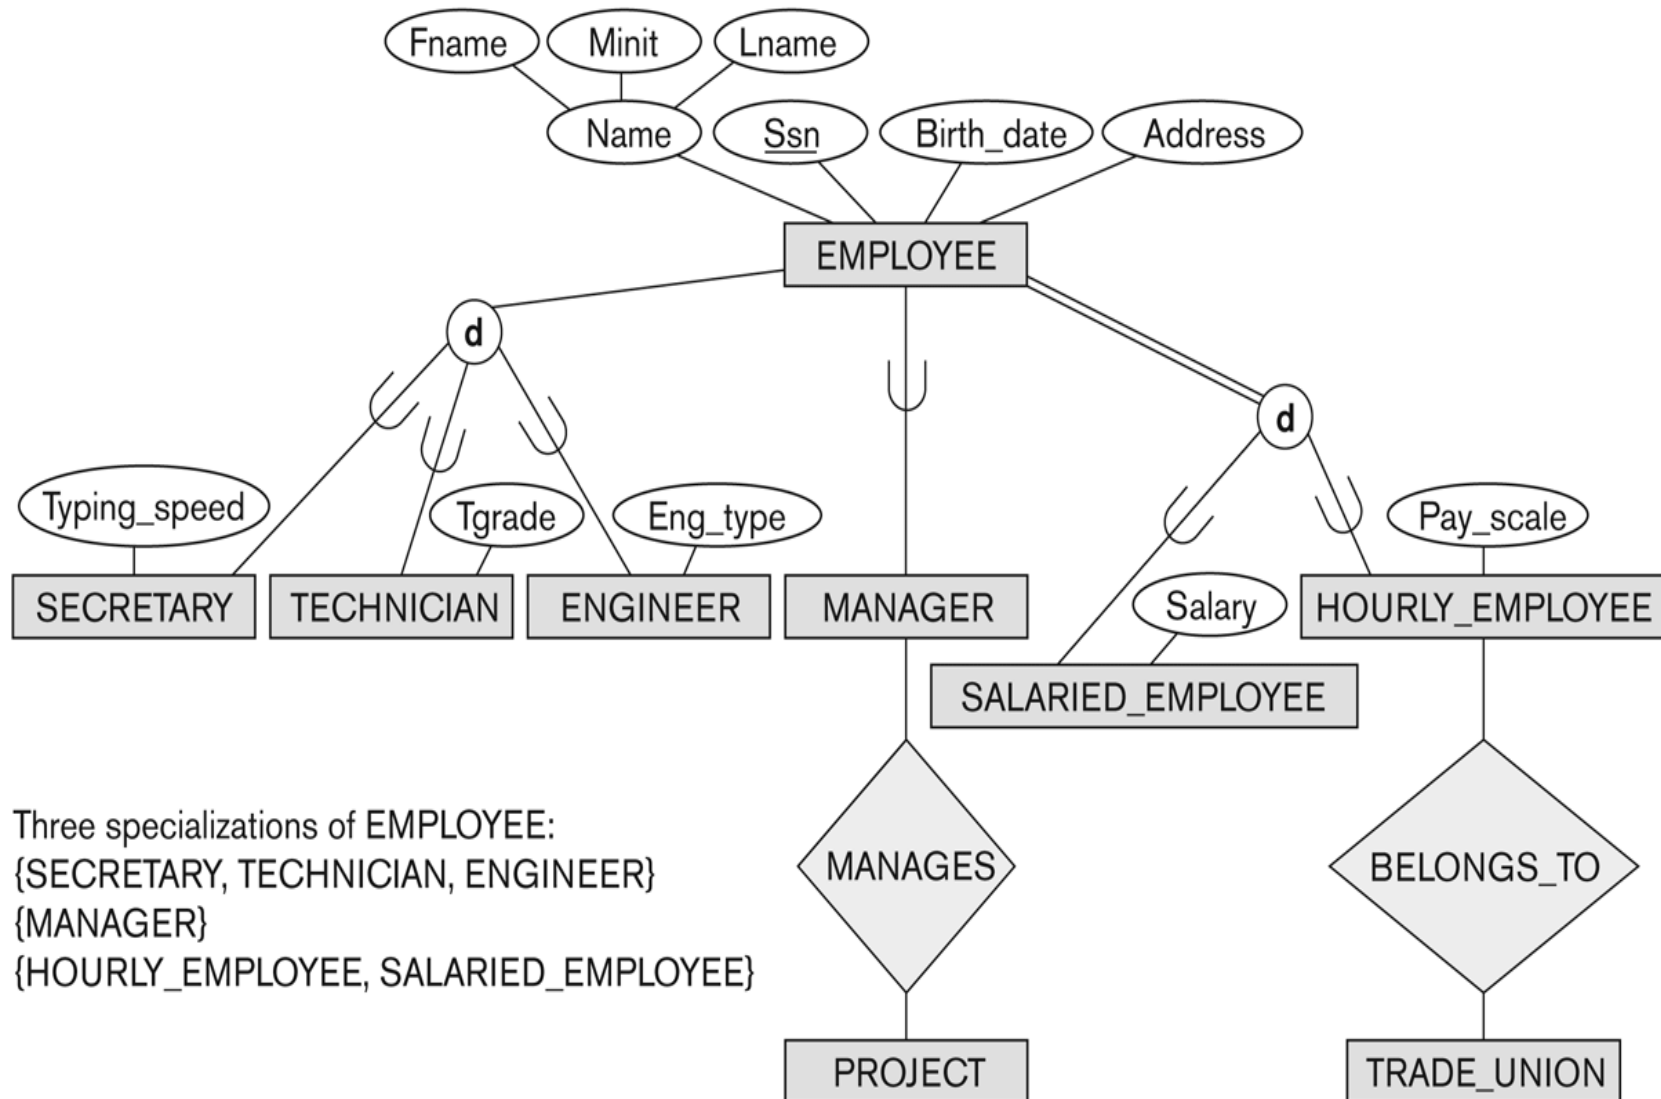 Fname Minit Lname
Name Ssn Birth_date Address
EMPLOYEE
d
d
Typing_speed Tgrade Eng_type Pay_scale
SECRETARY TECHNICIAN ENGINEER MANAGER Salary HOURLY_EMPLOYEE
SALARIED_EMPLOYEE
Three specializations of EMPLOYEE:
{SECRETARY, TECHNICIAN, ENGINEER}
{MANAGER}
{HOURLY_EMPLOYEE, SALARIED_EMPLOYEE}
MANAGES BELONGS_TO
PROJECT TRADE_UNION